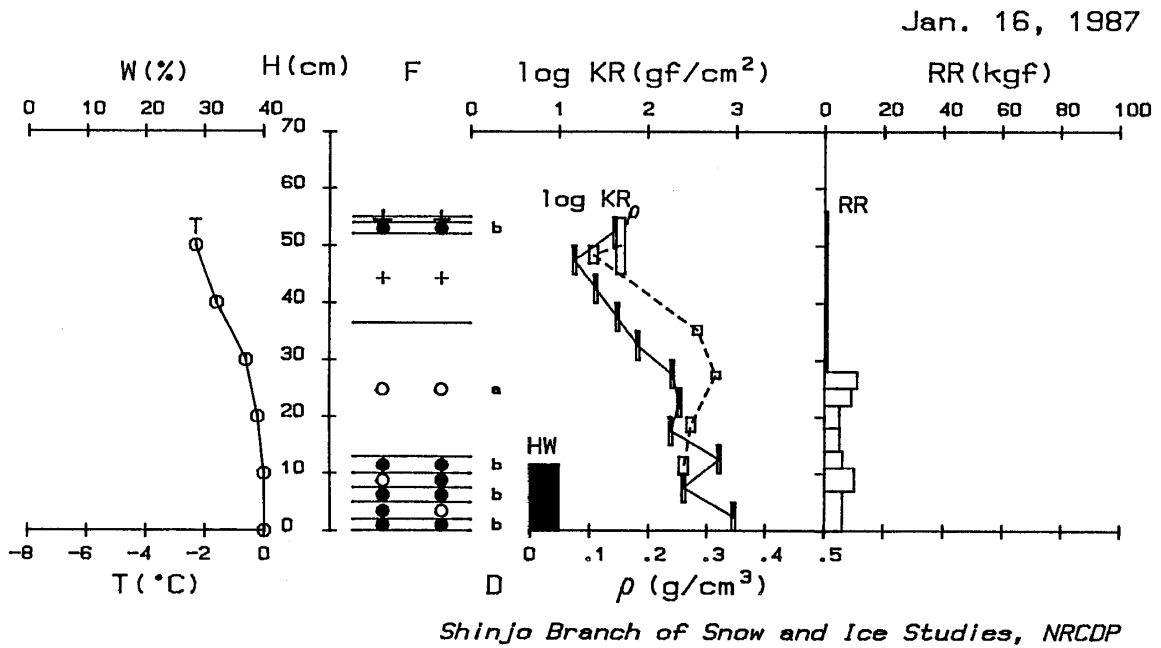 Jan. 16, 1987
W(%) H(cm) F log KR(gf/cm²) RR(kgf)
0 20 30 40 0 1 2 3 0 20 40 60 80 100
70
60
log KR ρ RR
T b
50
40
30
a
20
HW
b
10
b
0 b
-8 -6 -4 -2 0 0 .1 .2 .3 .4 .5
T(°C) D ρ (g/cm³)
Shinjo Branch of Snow and Ice Studies, NRCDP